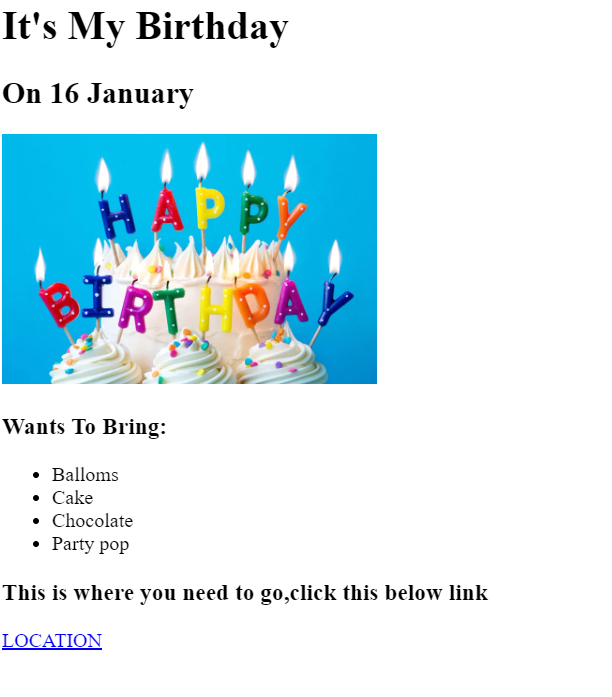 It's My Birthday
On 16 January
HAPPY
BIRTHDAY
Wants To Bring:
Balloms
Cake
Chocolate
Party pop
This is where you need to go,click this below link
LOCATION